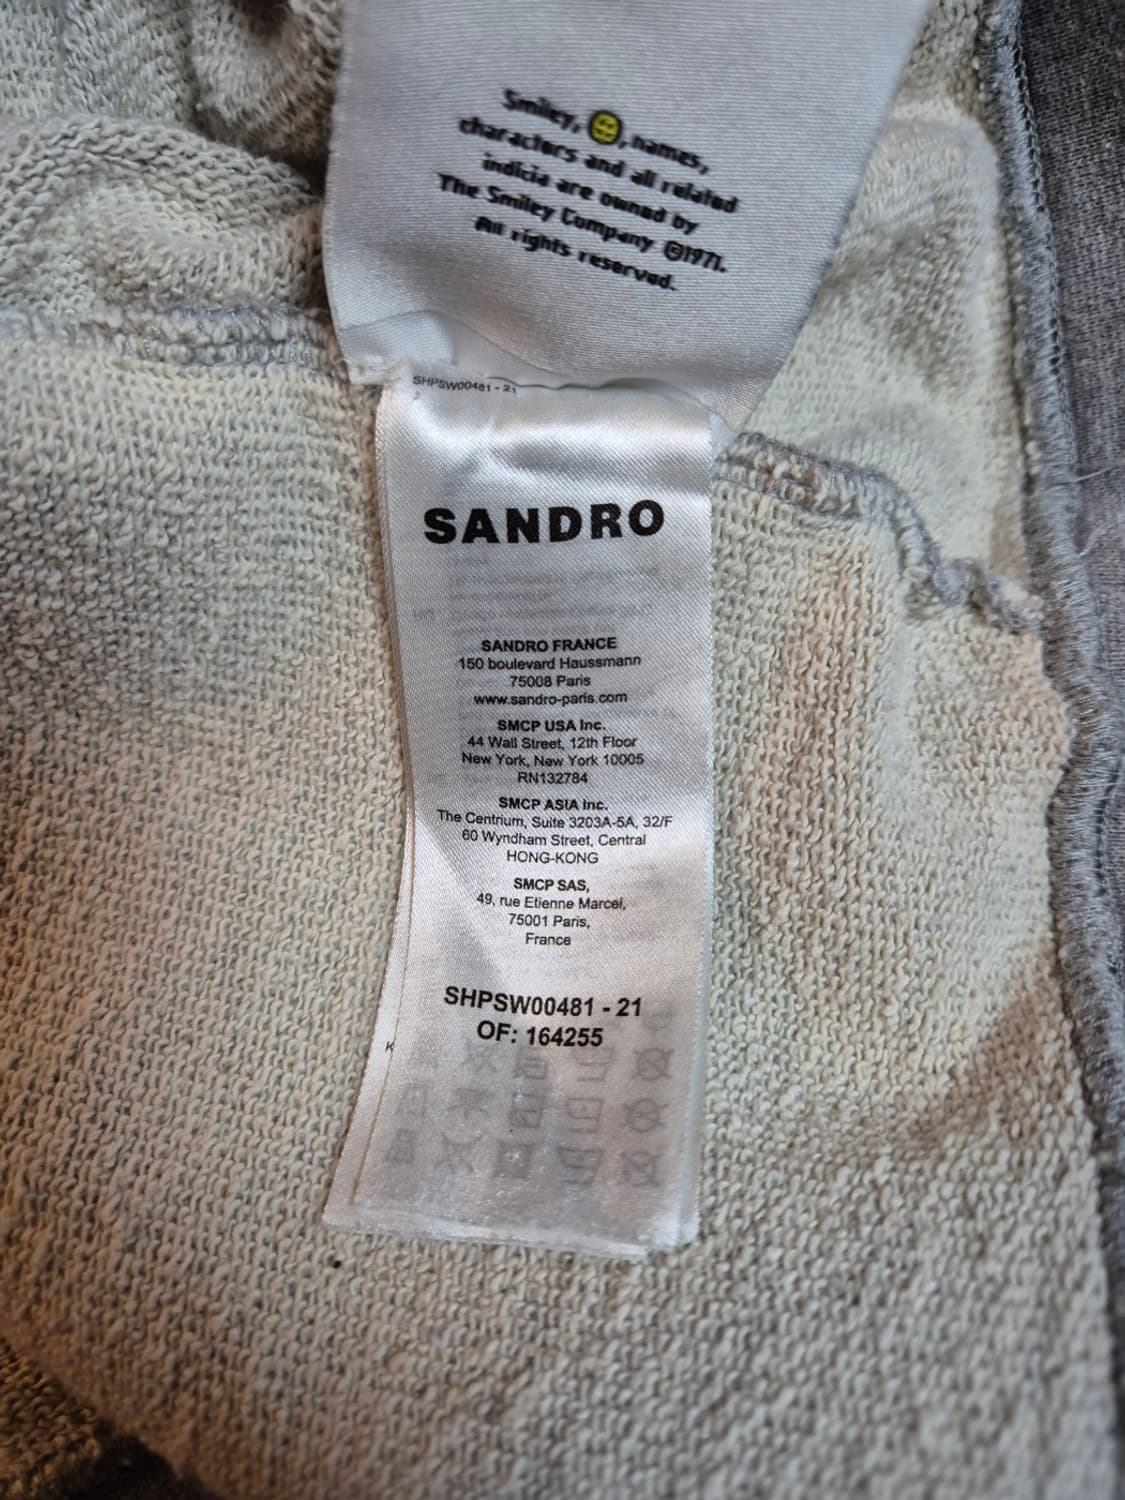 Smiley, , names,
characters and all related
indicia are owned by
The Smiley Company ©1971.
All rights reserved.
SHPSW00481 - 21
SANDRO
SANDRO FRANCE
150 boulevard Haussmann
75008 Paris
www.sandro-paris.com
SMCP USA Inc.
44 Wall Street, 12th Floor
New York, New York 10005
RN132784
SMCP ASIA Inc.
The Centrium, Suite 3203A-5A, 32/F
60 Wyndham Street, Central
HONG-KONG
SMCP SAS,
49, rue Etienne Marcel,
75001 Paris,
France
SHPSW00481 - 21
OF: 164255
K